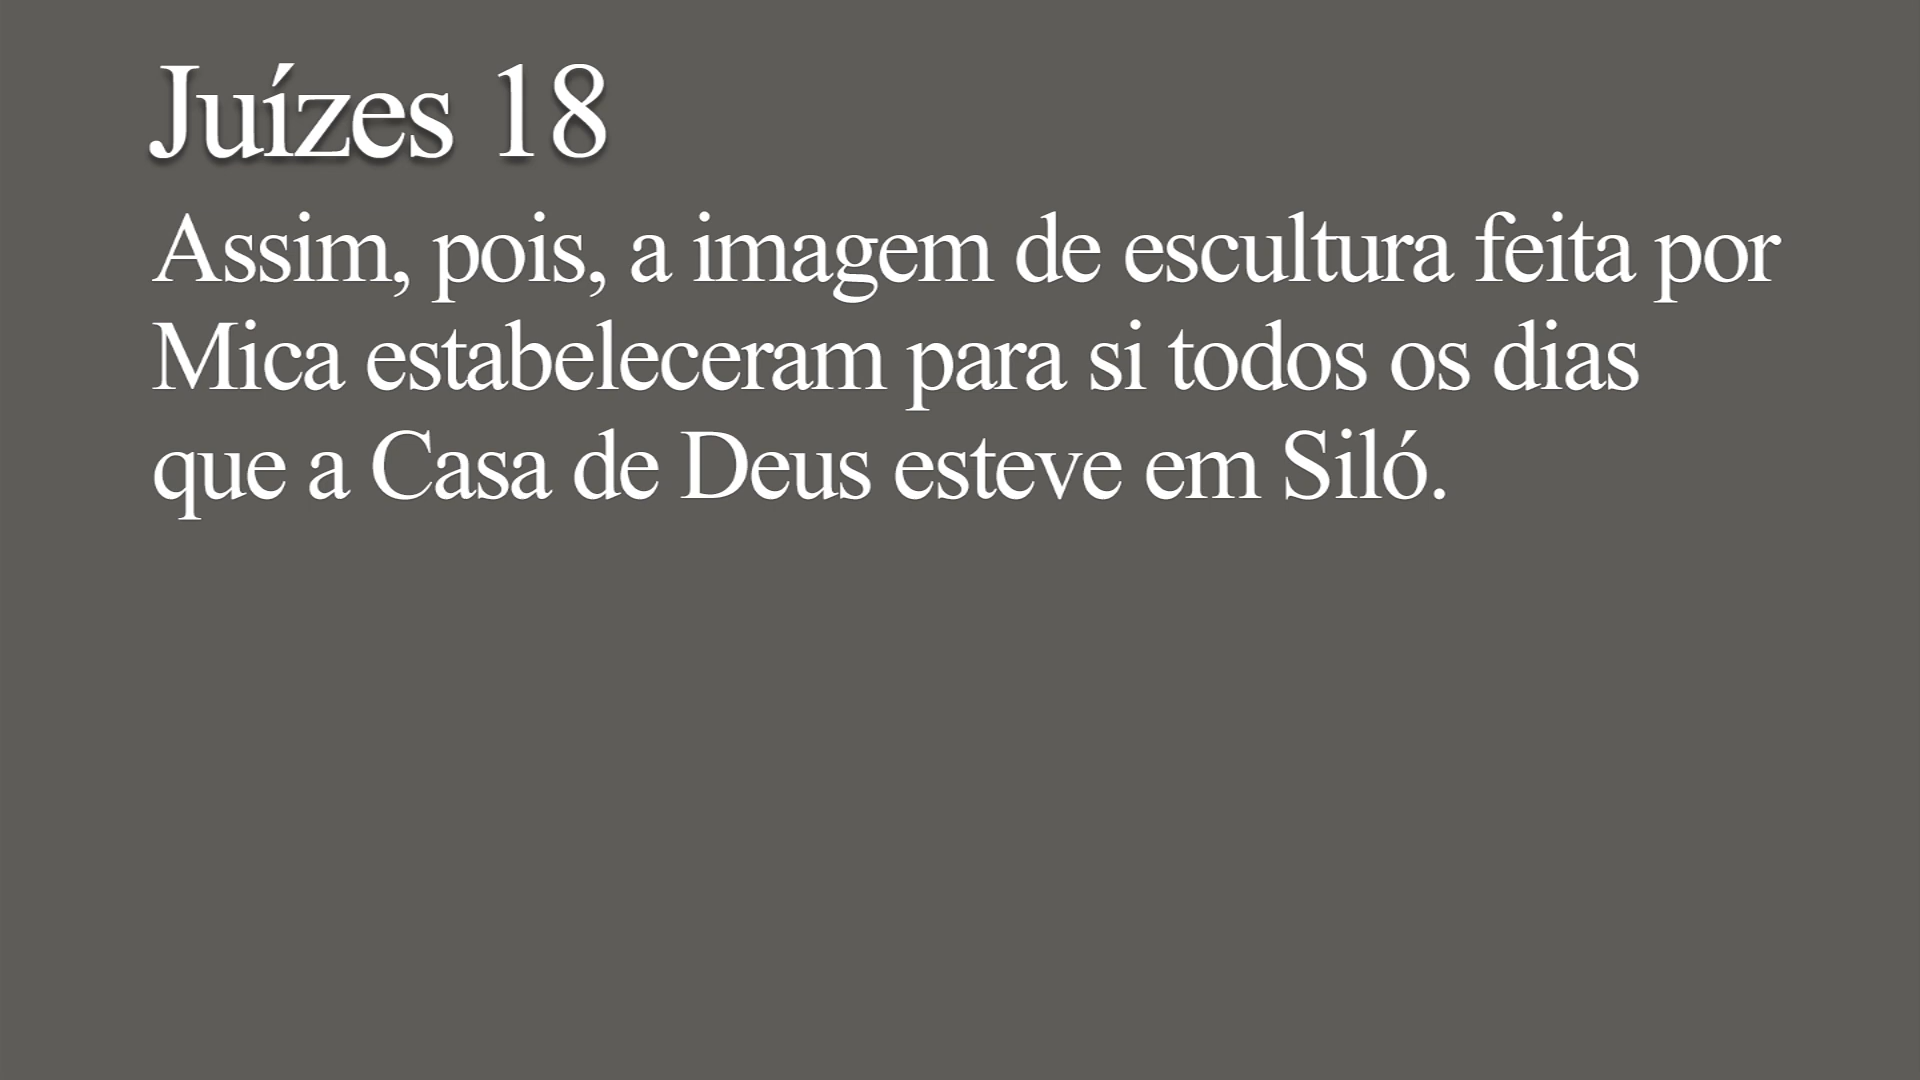 Juízes 18
Assim, pois, a imagem de escultura feita por
Mica estabeleceram para si todos os dias
que a Casa de Deus esteve em Siló.